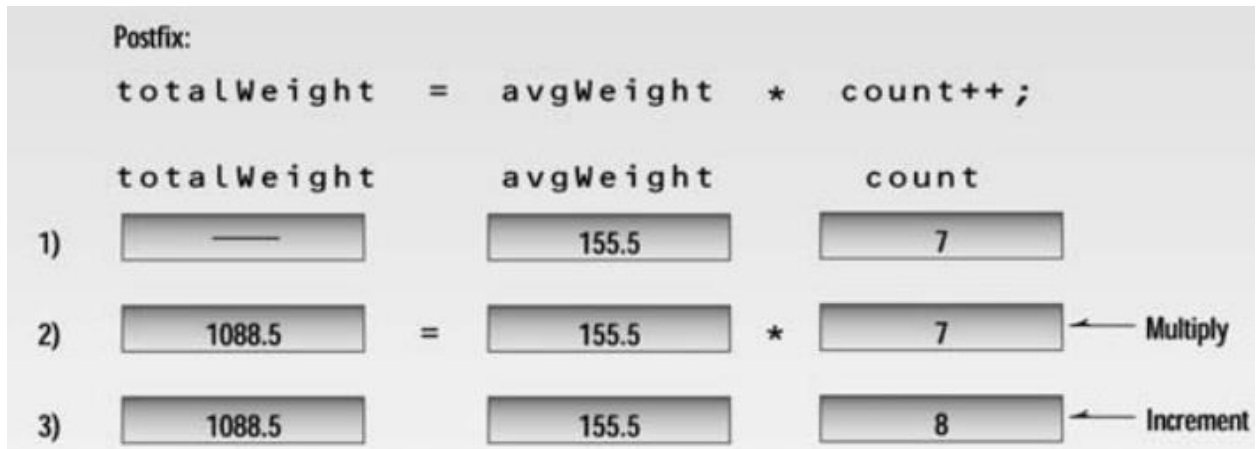 Postfix:
totalWeight = avgWeight * count++;
totalWeight avgWeight count
1) — 155.5 7
2) 1088.5 = 155.5 * 7 Multiply
3) 1088.5 155.5 8 Increment